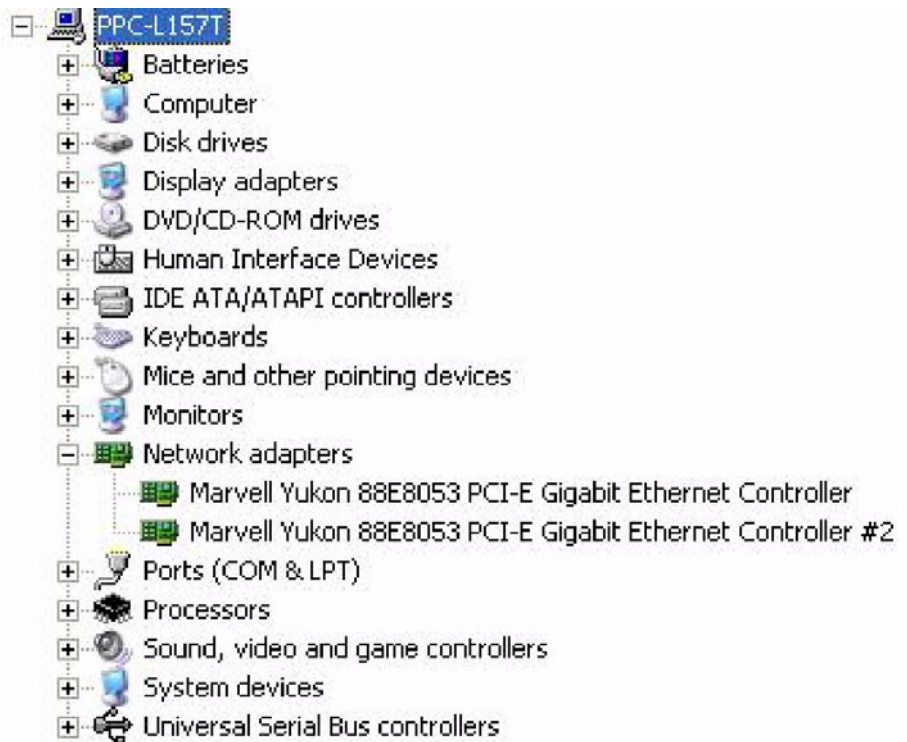 PPC-L157T
Batteries
Computer
Disk drives
Display adapters
DVD/CD-ROM drives
Human Interface Devices
IDE ATA/ATAPI controllers
Keyboards
Mice and other pointing devices
Monitors
Network adapters
Marvell Yukon 88E8053 PCI-E Gigabit Ethernet Controller
Marvell Yukon 88E8053 PCI-E Gigabit Ethernet Controller #2
Ports (COM & LPT)
Processors
Sound, video and game controllers
System devices
Universal Serial Bus controllers